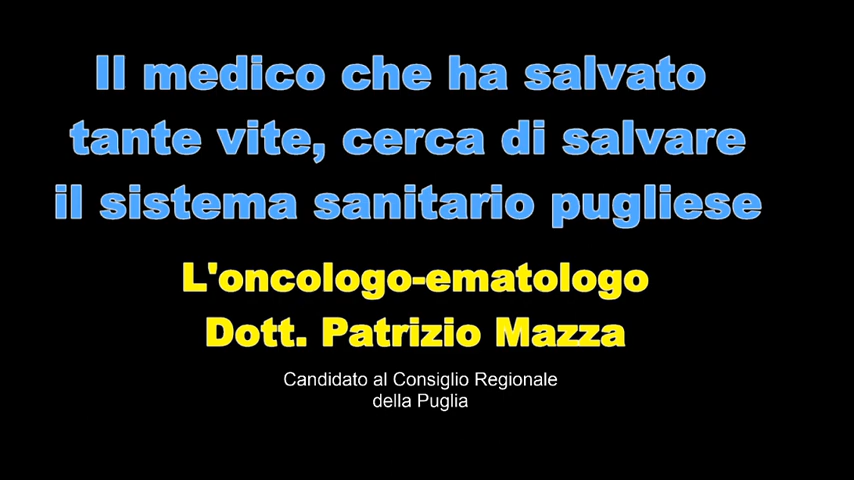 Il medico che ha salvato
tante vite, cerca di salvare
il sistema sanitario pugliese
L'oncologo-ematologo
Dott. Patrizio Mazza
Candidato al Consiglio Regionale
della Puglia